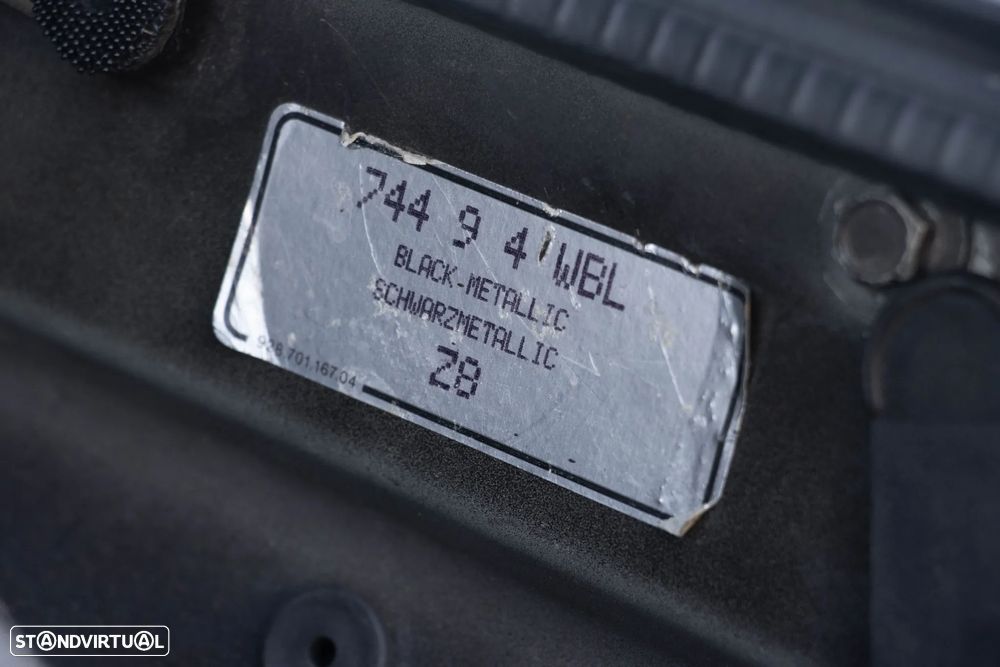 744 9 4 WBL
BLACK-METALLIC
SCHWARZMETALLIC
Z8
928.701.167.04
STANDVIRTUAL